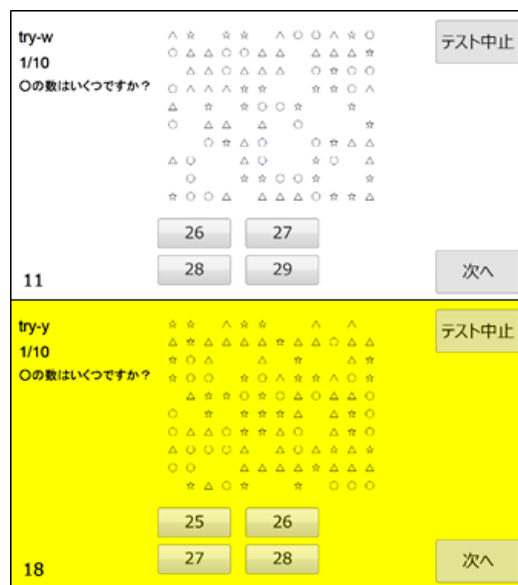 try-w
1/10
〇の数はいくつですか？
テスト中止
26 27
28 29
11
次へ
try-y
1/10
〇の数はいくつですか？
テスト中止
25 26
27 28
18
次へ